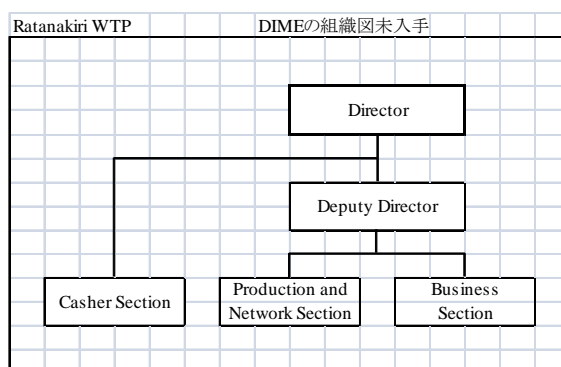 Ratanakiri WTP DIMEの組織図未入手
Director
Deputy Director
Casher Section
Production and
Network Section
Business
Section